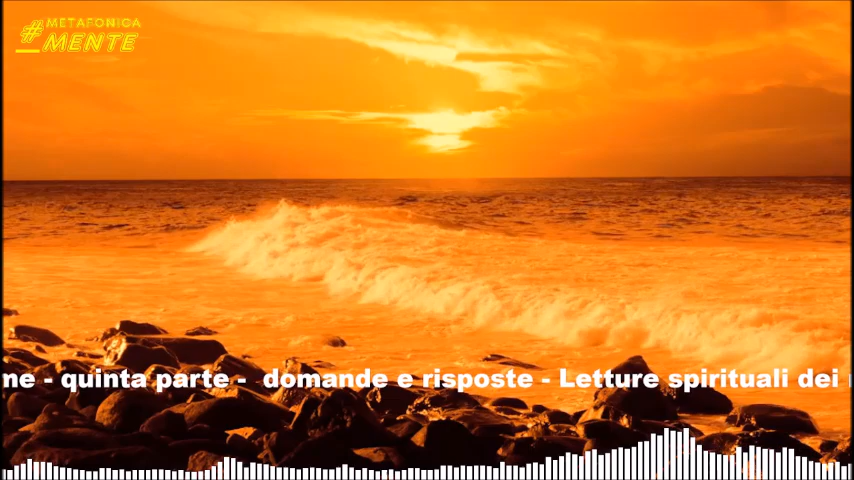 # METAFONICA
MENTE
ne - quinta parte - domande e risposte - Letture spirituali dei